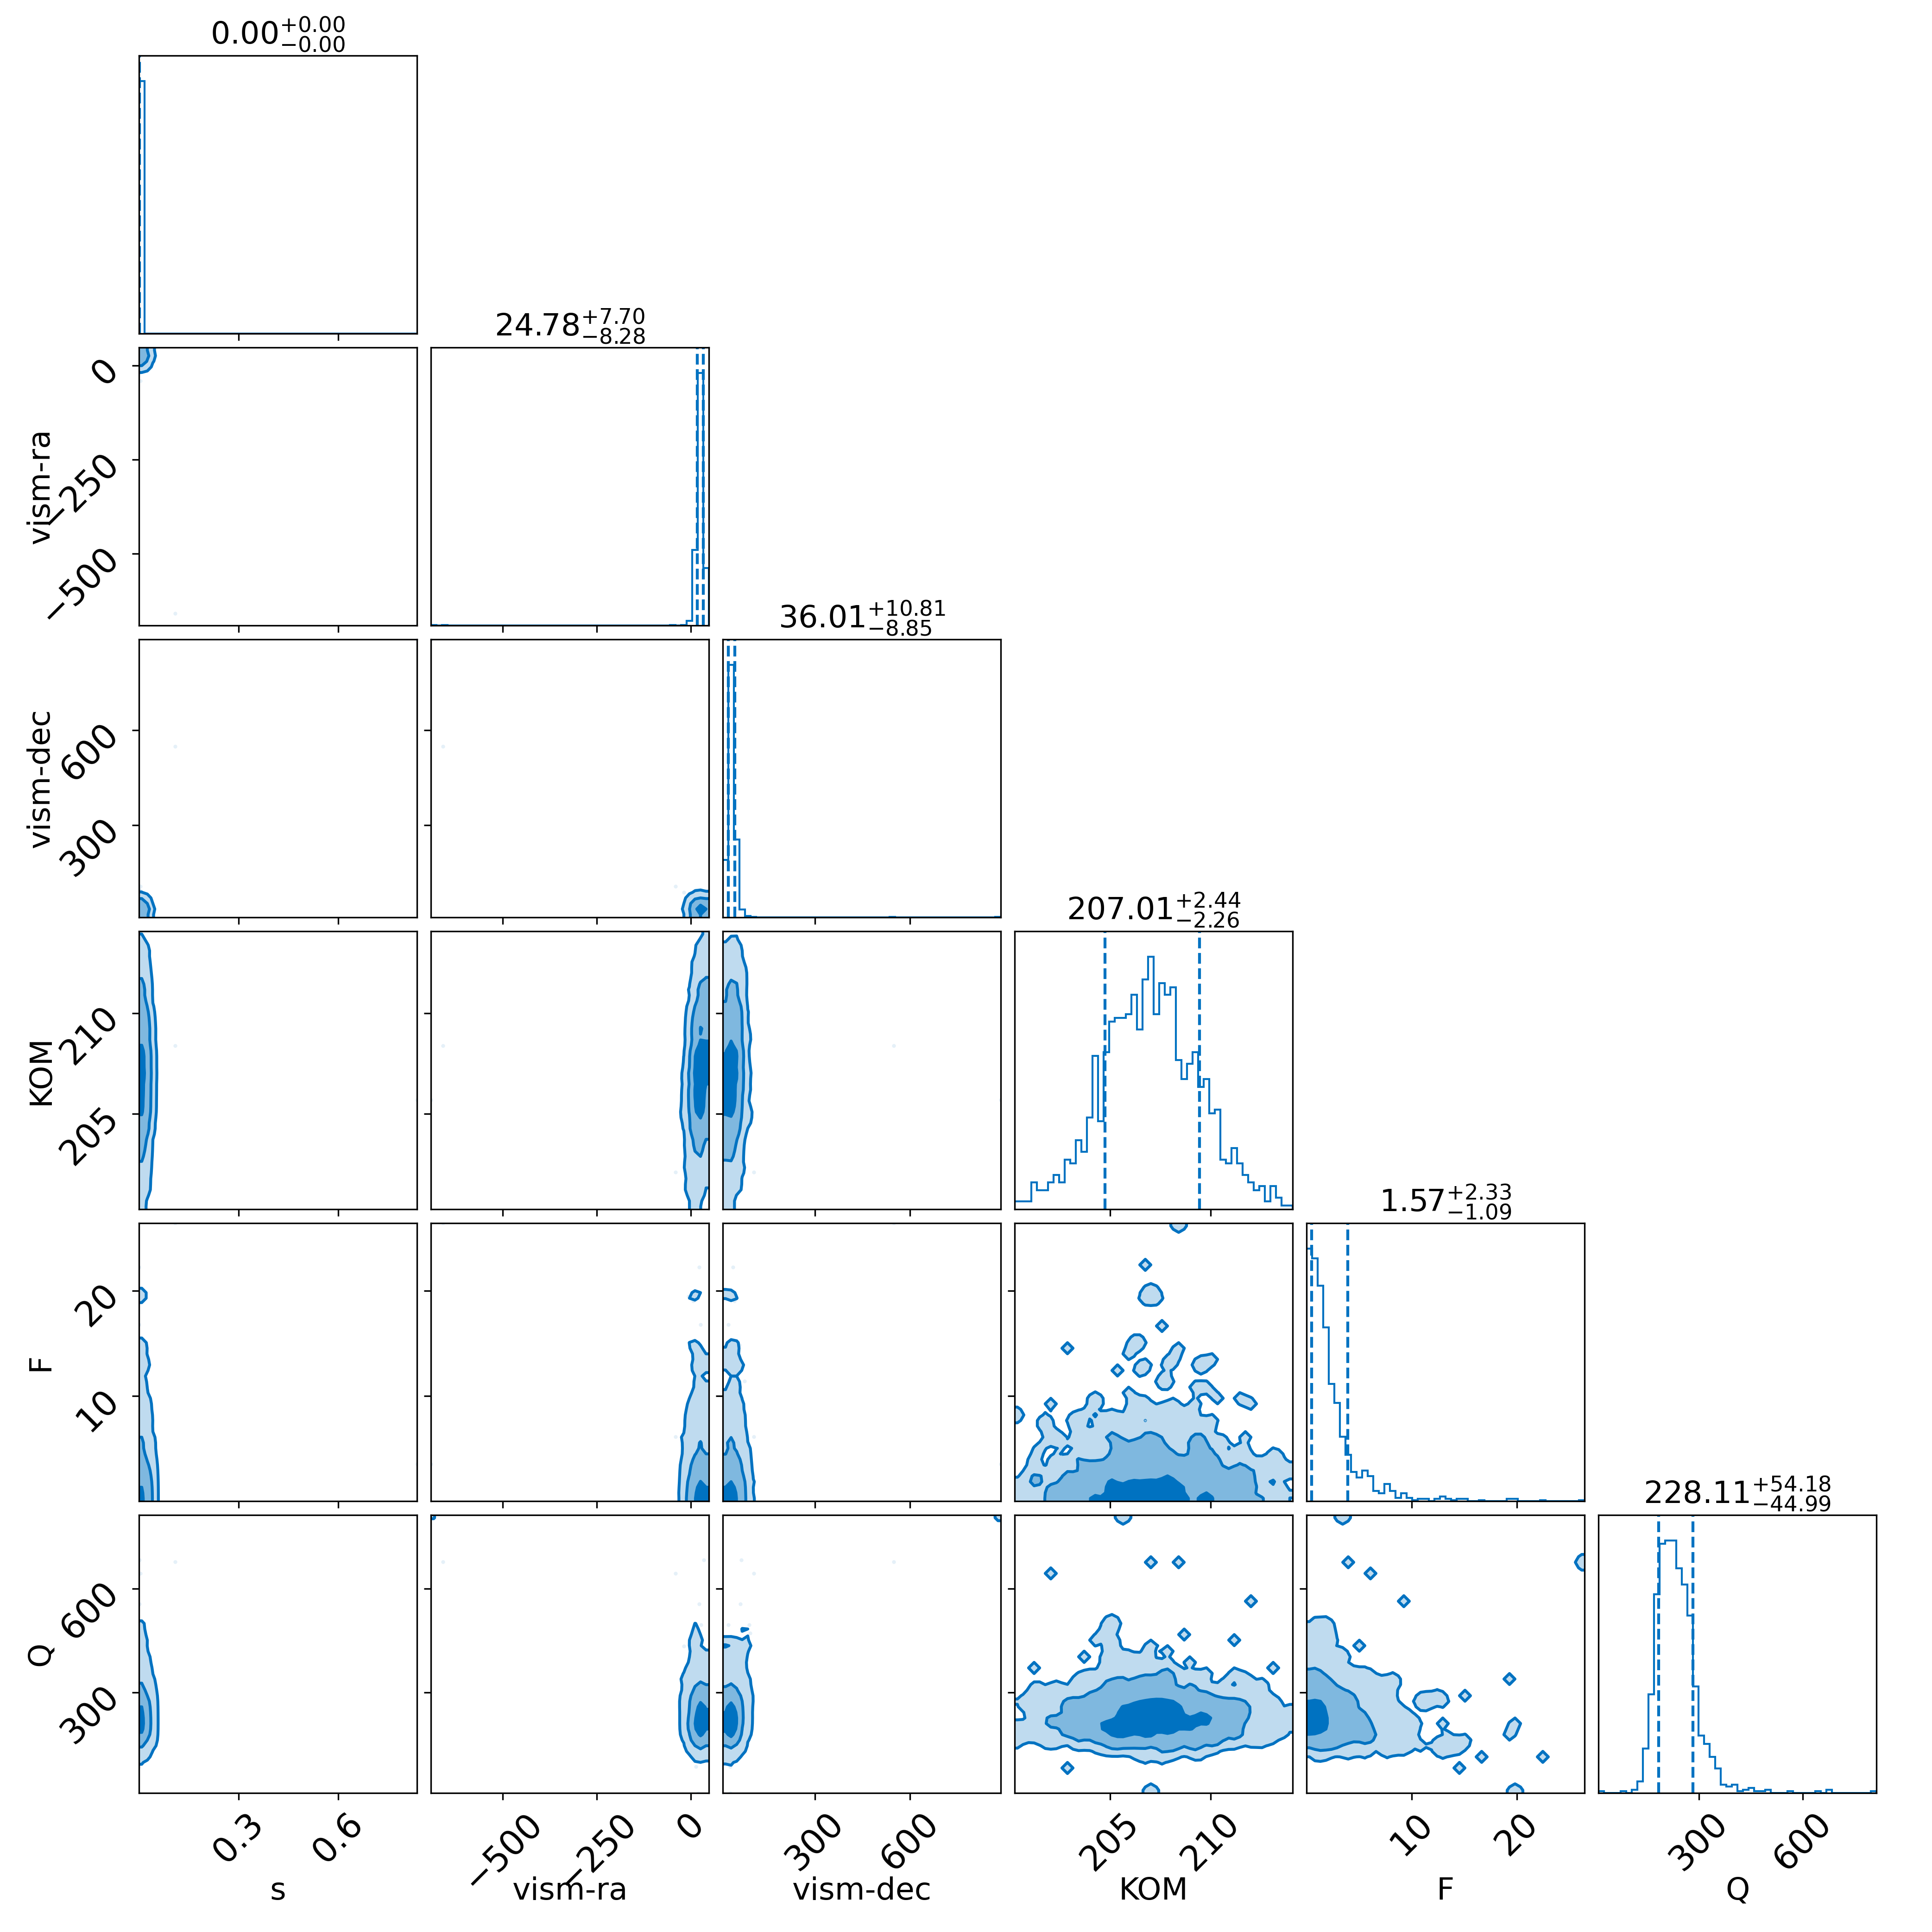 0.00+0.00−0.00
0
−250
−500
vism-ra
24.78+7.70−8.28
600
300
vism-dec
36.01+10.81−8.85
210
205
KOM
207.01+2.44−2.26
20
10
F
1.57+2.33−1.09
600
300
Q
228.11+54.18−44.99
0.3 0.6 −500 −250 0 300 600 205 210 10 20 300 600
s vism-ra vism-dec KOM F Q